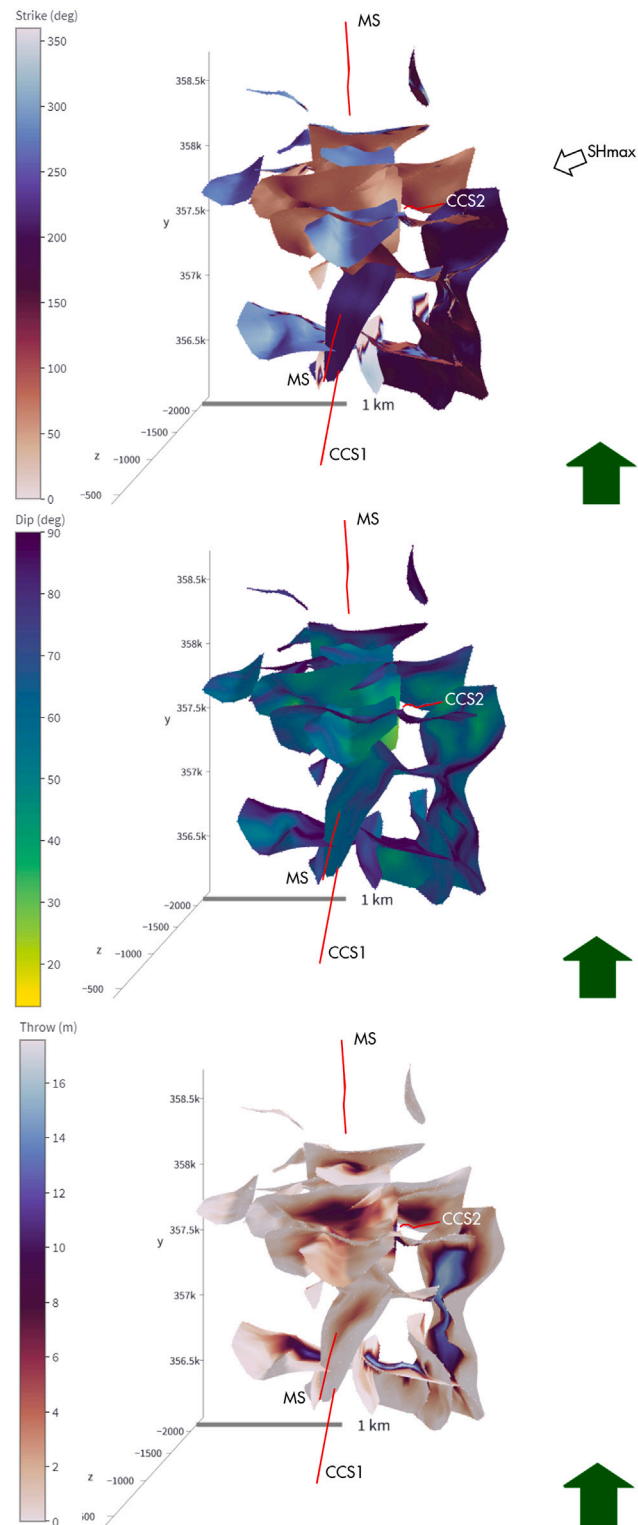 Strike (deg)
MS
350
300
250
200
150
100
50
0
358.5k
358k
357.5k
357k
356.5k
y
SHmax
CCS2
MS
CCS1
1 km
−2000
−1500
−1000
−500
z
Dip (deg)
MS
90
80
70
60
50
40
30
20
358.5k
358k
357.5k
357k
356.5k
y
CCS2
MS
CCS1
1 km
−2000
−1500
−1000
−500
z
Throw (m)
MS
16
14
12
10
8
6
4
2
0
358.5k
358k
357.5k
357k
356.5k
y
CCS2
MS
CCS1
1 km
−2000
−1500
−1000
500
z